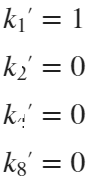 k₁′ = 1
k₂′ = 0
k′ = 0
k₈′ = 0